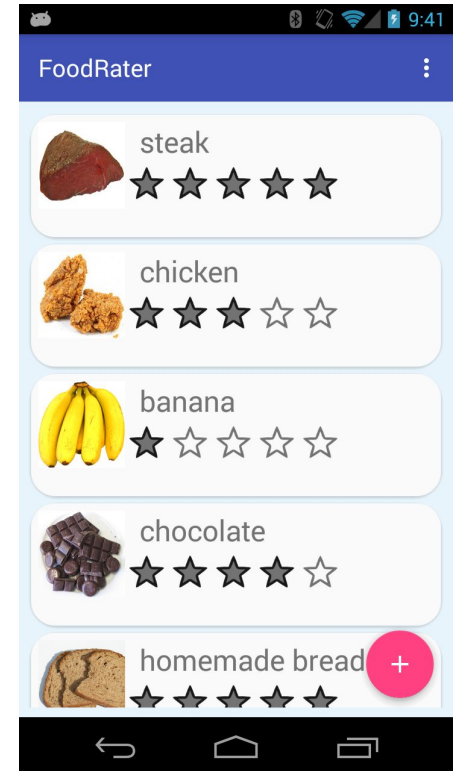 9:41
FoodRater
steak
chicken
banana
chocolate
homemade bread